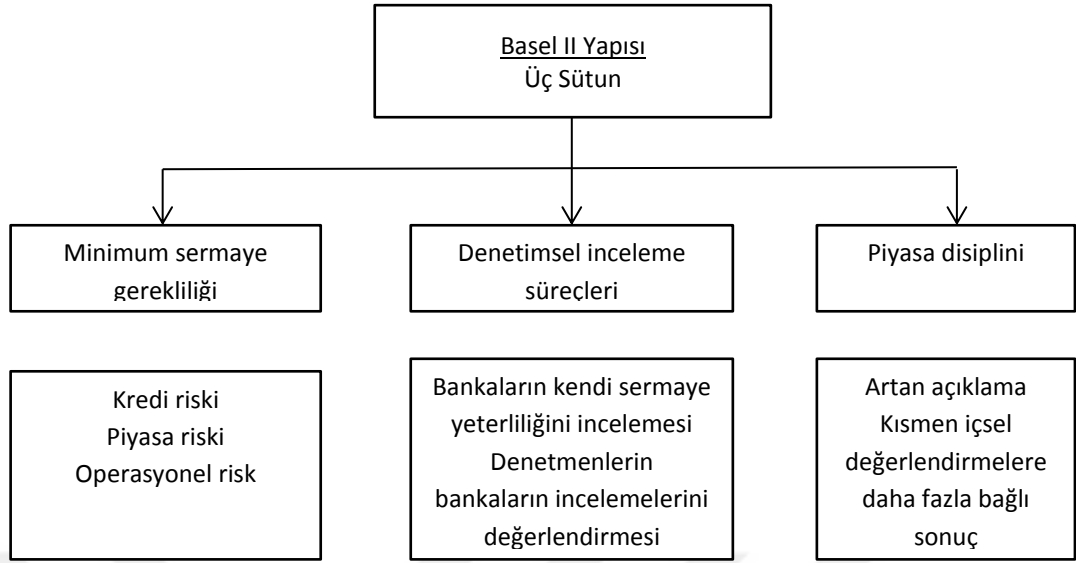 Basel II Yapısı
Üç Sütun
Minimum sermaye
gerekliliği
Denetimsel inceleme
süreçleri
Piyasa disiplini
Kredi riski
Piyasa riski
Operasyonel risk
Bankaların kendi sermaye
yeterliliğini incelemesi
Denetmenlerin
bankaların incelemelerini
değerlendirmesi
Artan açıklama
Kısmen içsel
değerlendirmelere
daha fazla bağlı
sonuç